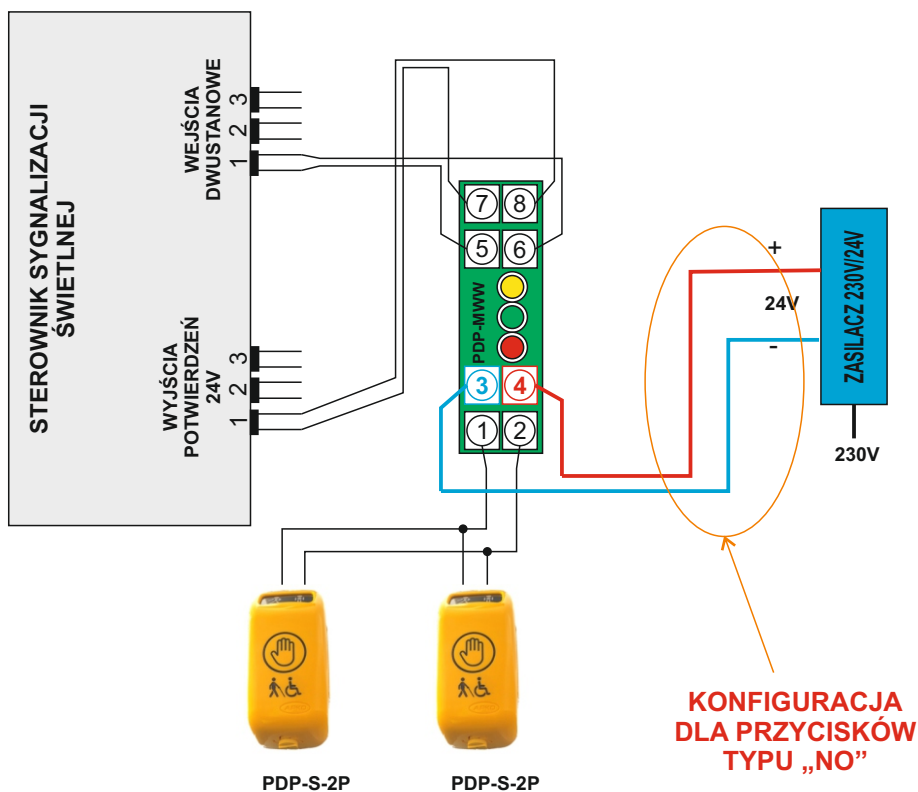 STEROWNIK SYGNALIZACJI
ŚWIETLNEJ
WEJŚCIA
DWUSTANOWE
3
2
1
WYJŚCIA
POTWIERDZEŃ
24V
3
2
1
7
8
5
6
PDP-MWW
3
4
1
2
+
24V
-
ZASILACZ 230V/24V
230V
PDP-S-2P
PDP-S-2P
KONFIGURACJA
DLA PRZYCISKÓW
TYPU „NO”